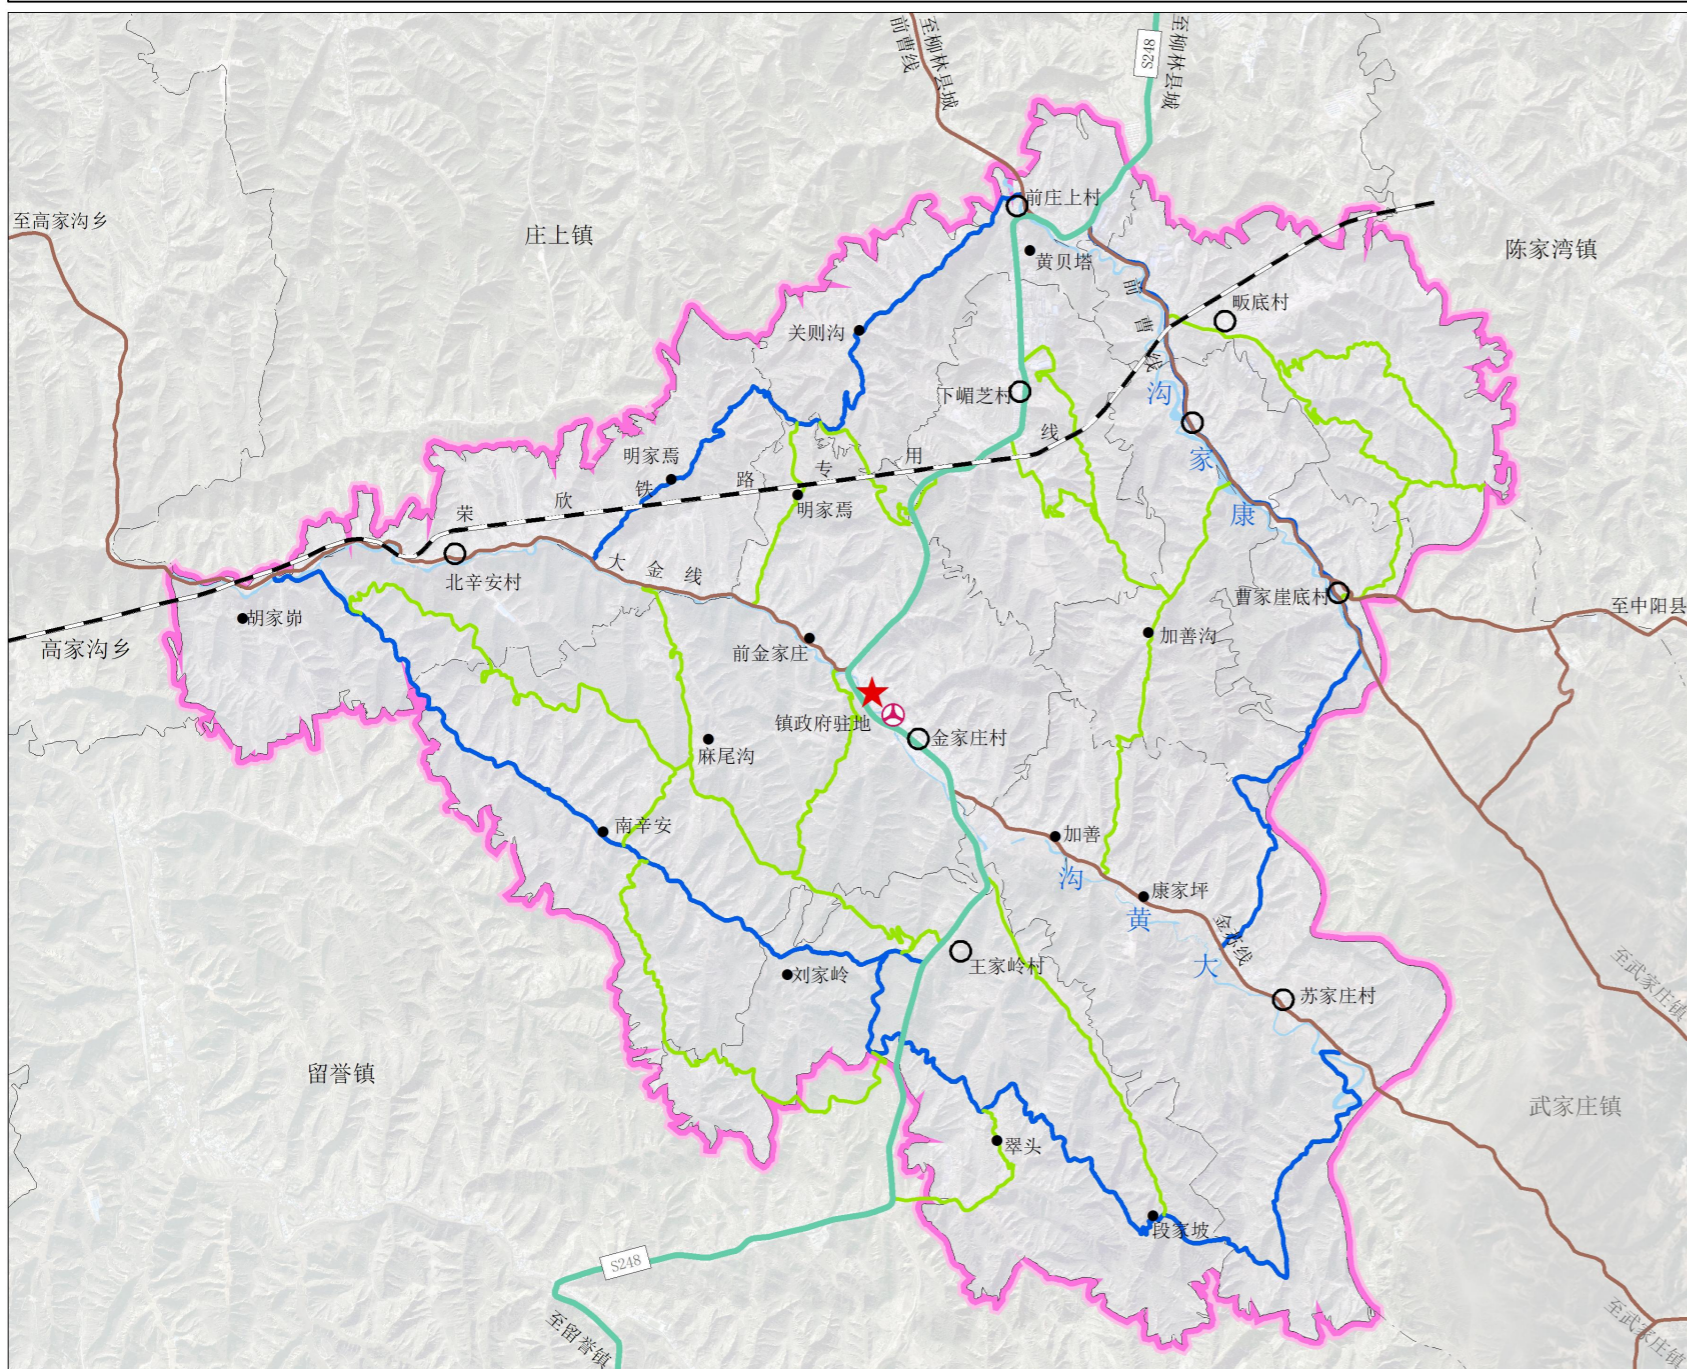 至柳林县城
前曹线
S248
至柳林县城
前庄上村
至高家沟乡
庄上镇
黄贝塔
陈家湾镇
前曹线
畈底村
关则沟
下嵋芝村
沟家康
明家焉
荣欣铁路专用线
明家焉
大金线
北辛安村
胡家峁
高家沟乡
曹家崖底村
至中阳县
加善沟
前金家庄
镇政府驻地
金家庄村
麻尾沟
南辛安
加善
沟黄大
康家坪
金苏线
王家岭村
刘家岭
苏家庄村
至武家庄镇
留誉镇
武家庄镇
翠头
段家坡
S248
至留誉镇
至武家庄镇